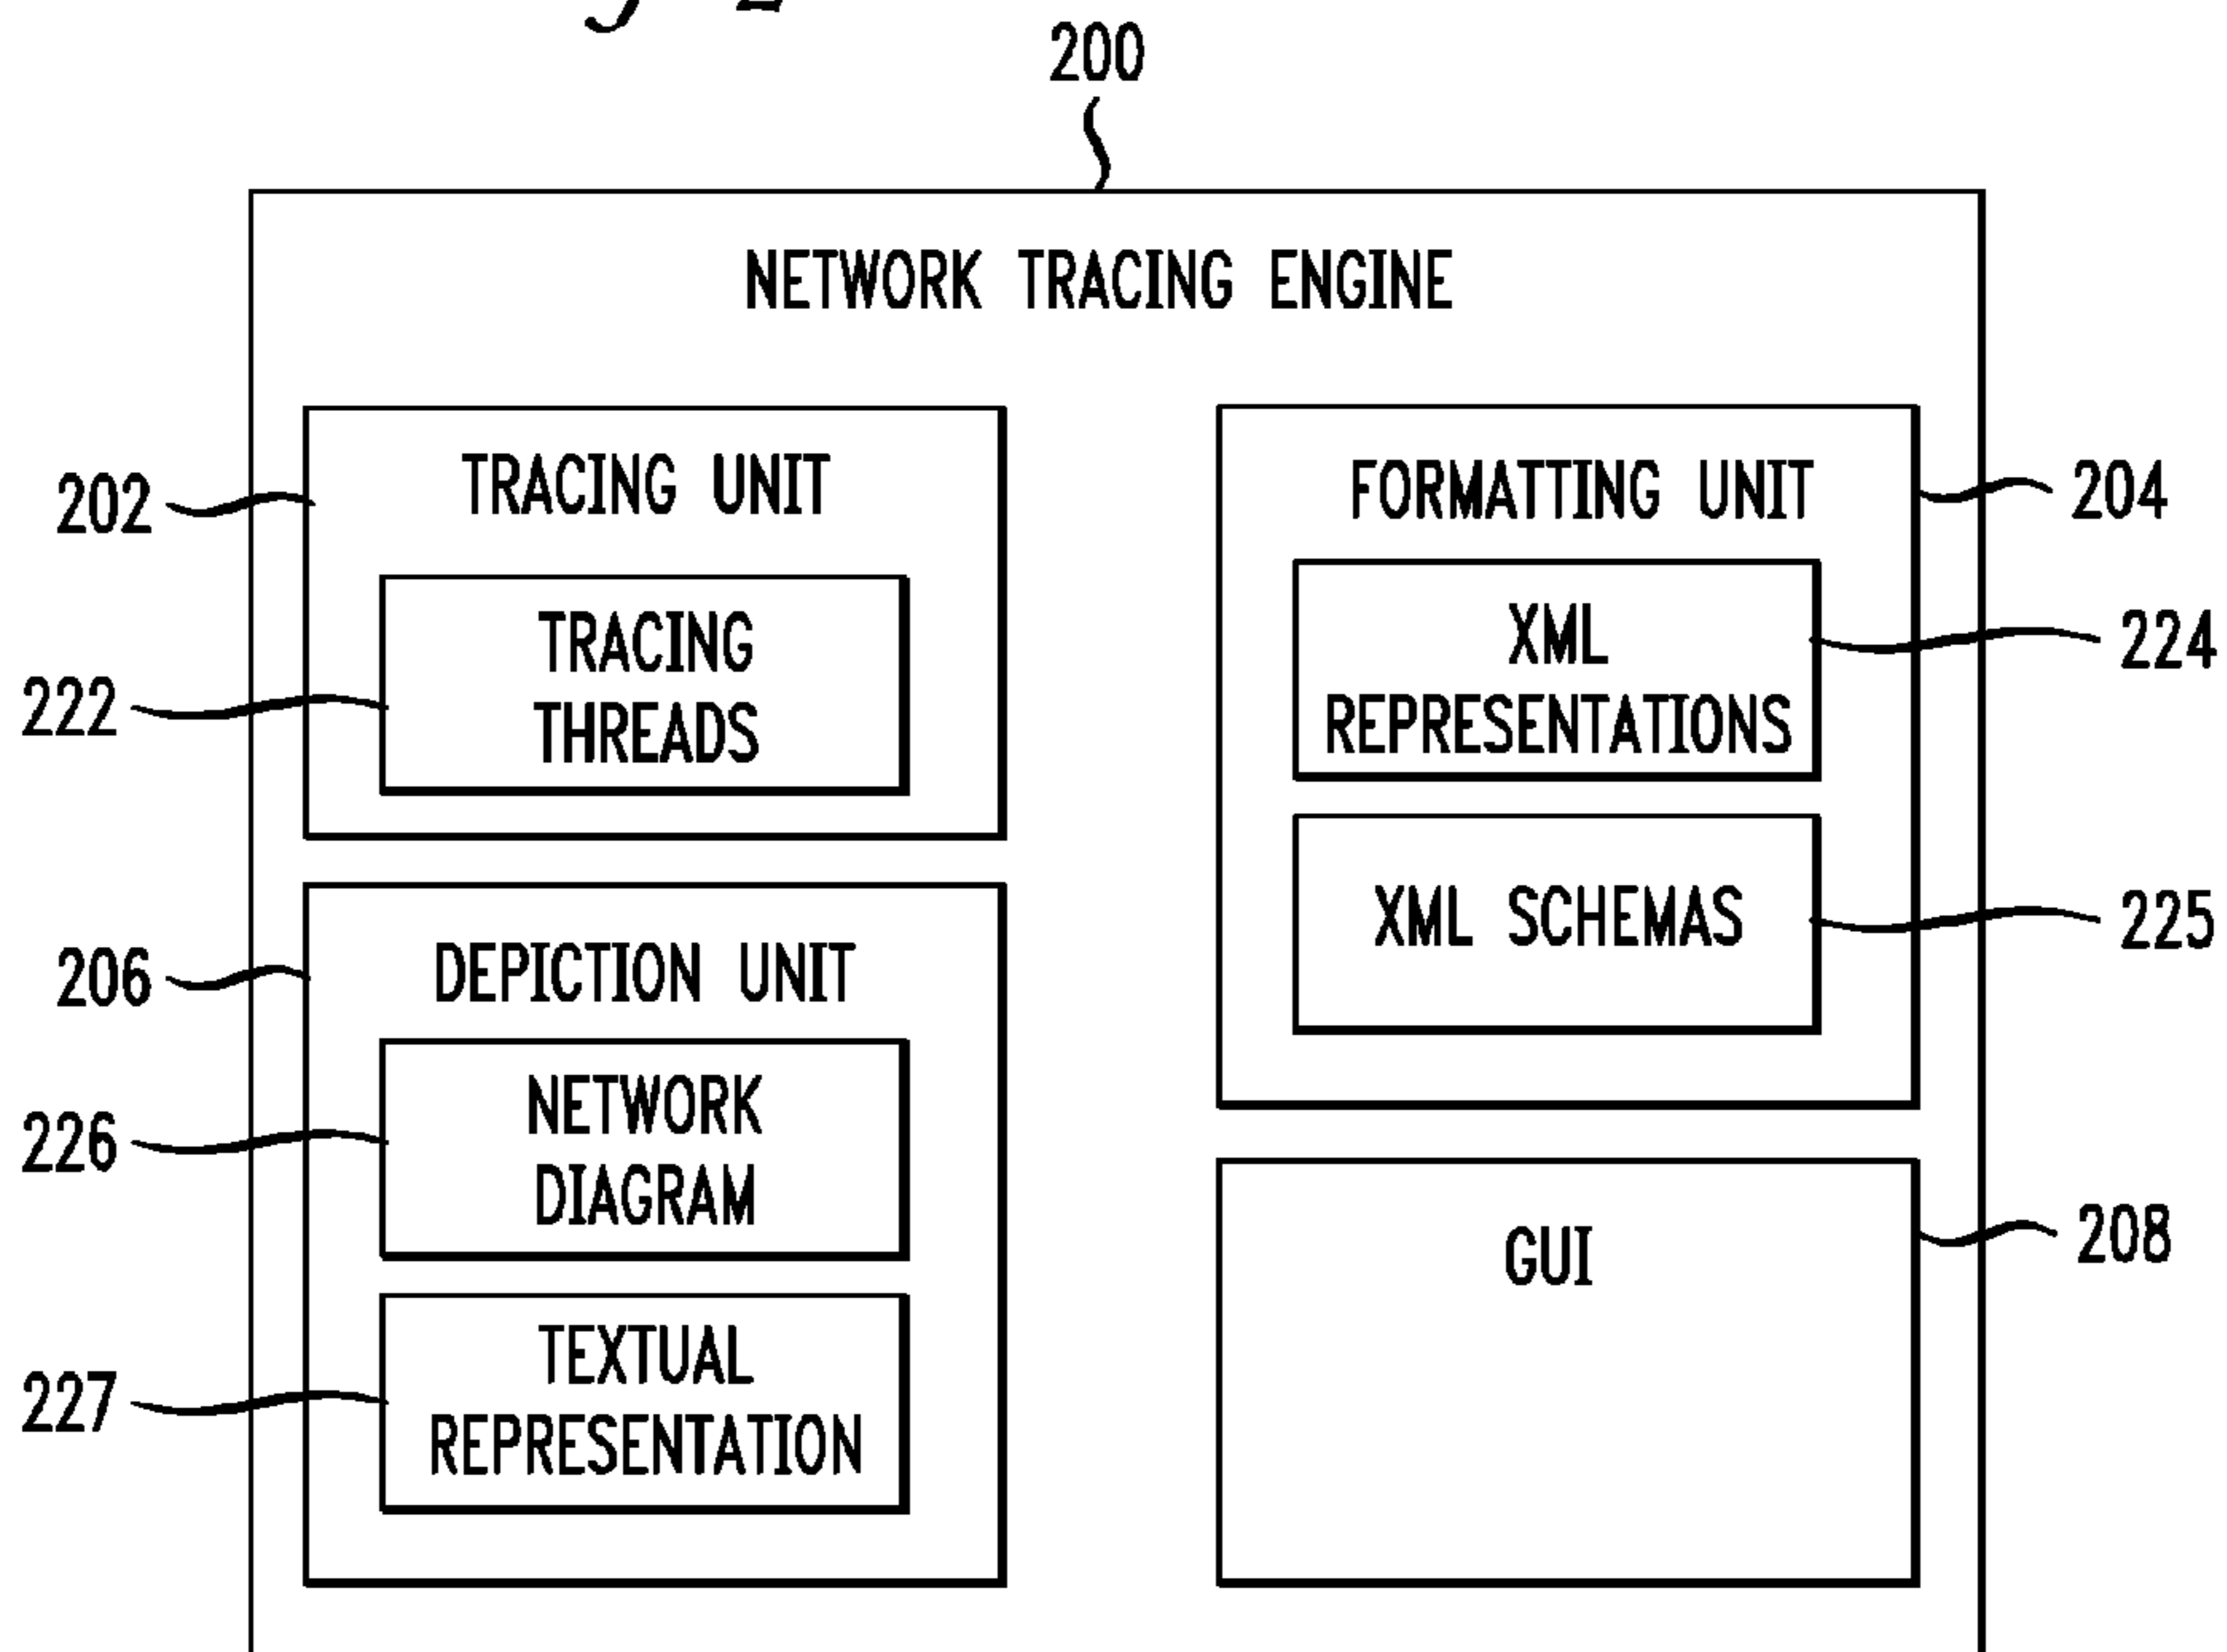 200
NETWORK TRACING ENGINE
TRACING UNIT
202
TRACING
THREADS
222
FORMATTING UNIT
204
XML
REPRESENTATIONS
224
XML SCHEMAS
225
DEPICTION UNIT
206
NETWORK
DIAGRAM
226
TEXTUAL
REPRESENTATION
227
GUI
208